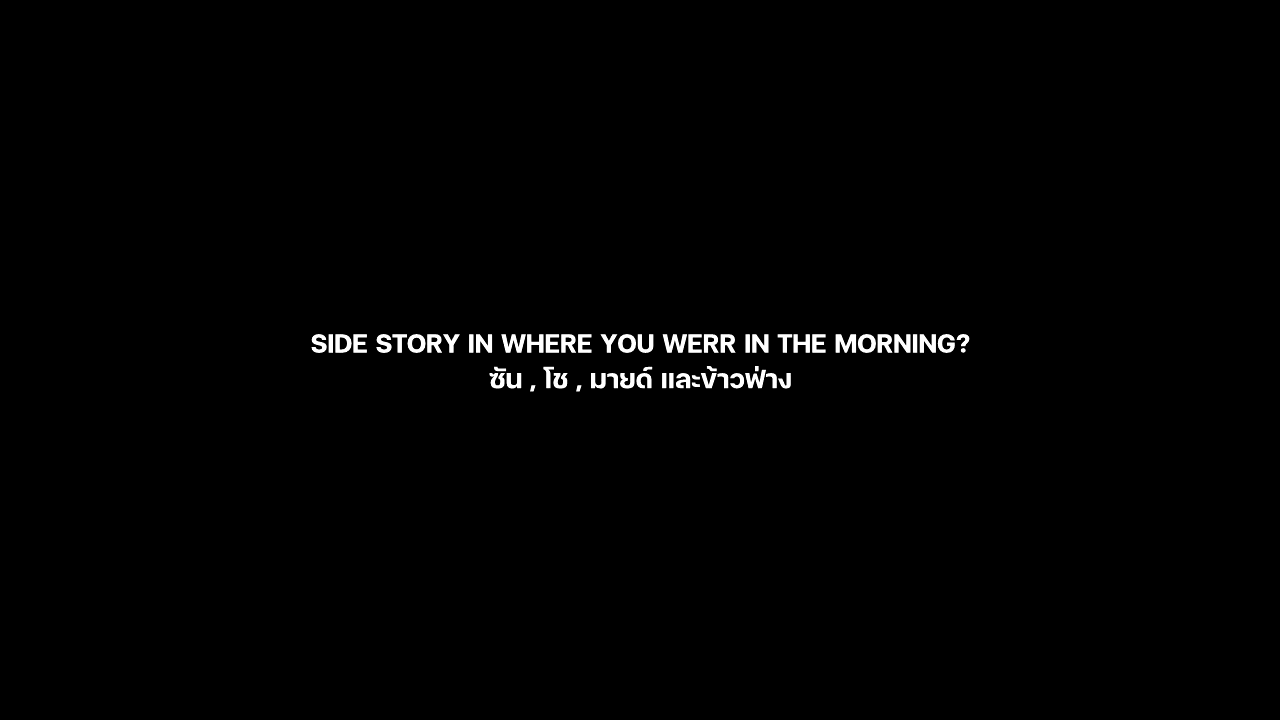 SIDE STORY IN WHERE YOU WERR IN THE MORNING?
ซัน , โช , มายด์ และข้าวฟ่าง